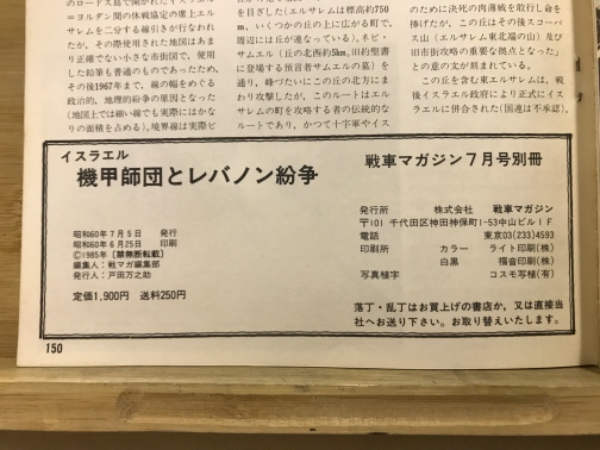 のロードス島で開かれたイスラエル
＝ヨルダン間の休戦協定の席上エル
サレムを二分する線引きが行なわれ
たが、その際使用された地図はあま
り正確でない小さな市街図で、使用
した鉛筆も普通のものであったため、
その後1967年まで、線の幅をめぐる
政治的、地理的紛争の原因となった
（地図上では細い線でも実際にはかな
りの面積を占める）。境界線は実際ビ
を目ざした（エルサレムは標高約750
m、いくつかの丘の上に広がる町で、
周辺には丘が連なっている）。ネビ・
サムエル（丘の北西約5km、旧約聖書
に登場する預言者サムエルの墓）を
通り、峰づたいにこの丘の北方にま
わり攻撃したが、このルートはエル
サレムの町を攻略する者の伝統的な
ルートであり、かつて十字軍やイス
ために決死の肉薄戦を敢行し命を
捧げたが、この丘はその後スコーパ
ス山（エルサレム東北端の山）及び
旧市街攻略の重要な拠点となった」
との意の文が刻まれている。
この丘を含む東エルサレムは、戦
後イスラエル政府により正式にイス
ラエルに併合された（国連は不承認）。
イスラエル
機甲師団とレバノン紛争
戦車マガジン7月号別冊
昭和60年7月5日 発行
昭和60年6月25日 印刷
©1985年〔禁無断転載〕
編集人：戦マガ編集部
発行人：戸田万之助
定価1,900円 送料250円
発行所 株式会社 戦車マガジン
〒101 千代田区神田神保町1-53中山ビル1F
電話 東京03(233)4593
印刷所 カラー ライト印刷(株)
白黒 福音印刷(株)
写真植字 コスモ写植(有)
落丁・乱丁はお買上げの書店か、又は直接当
社へお送り下さい。お取り替えいたします。
150